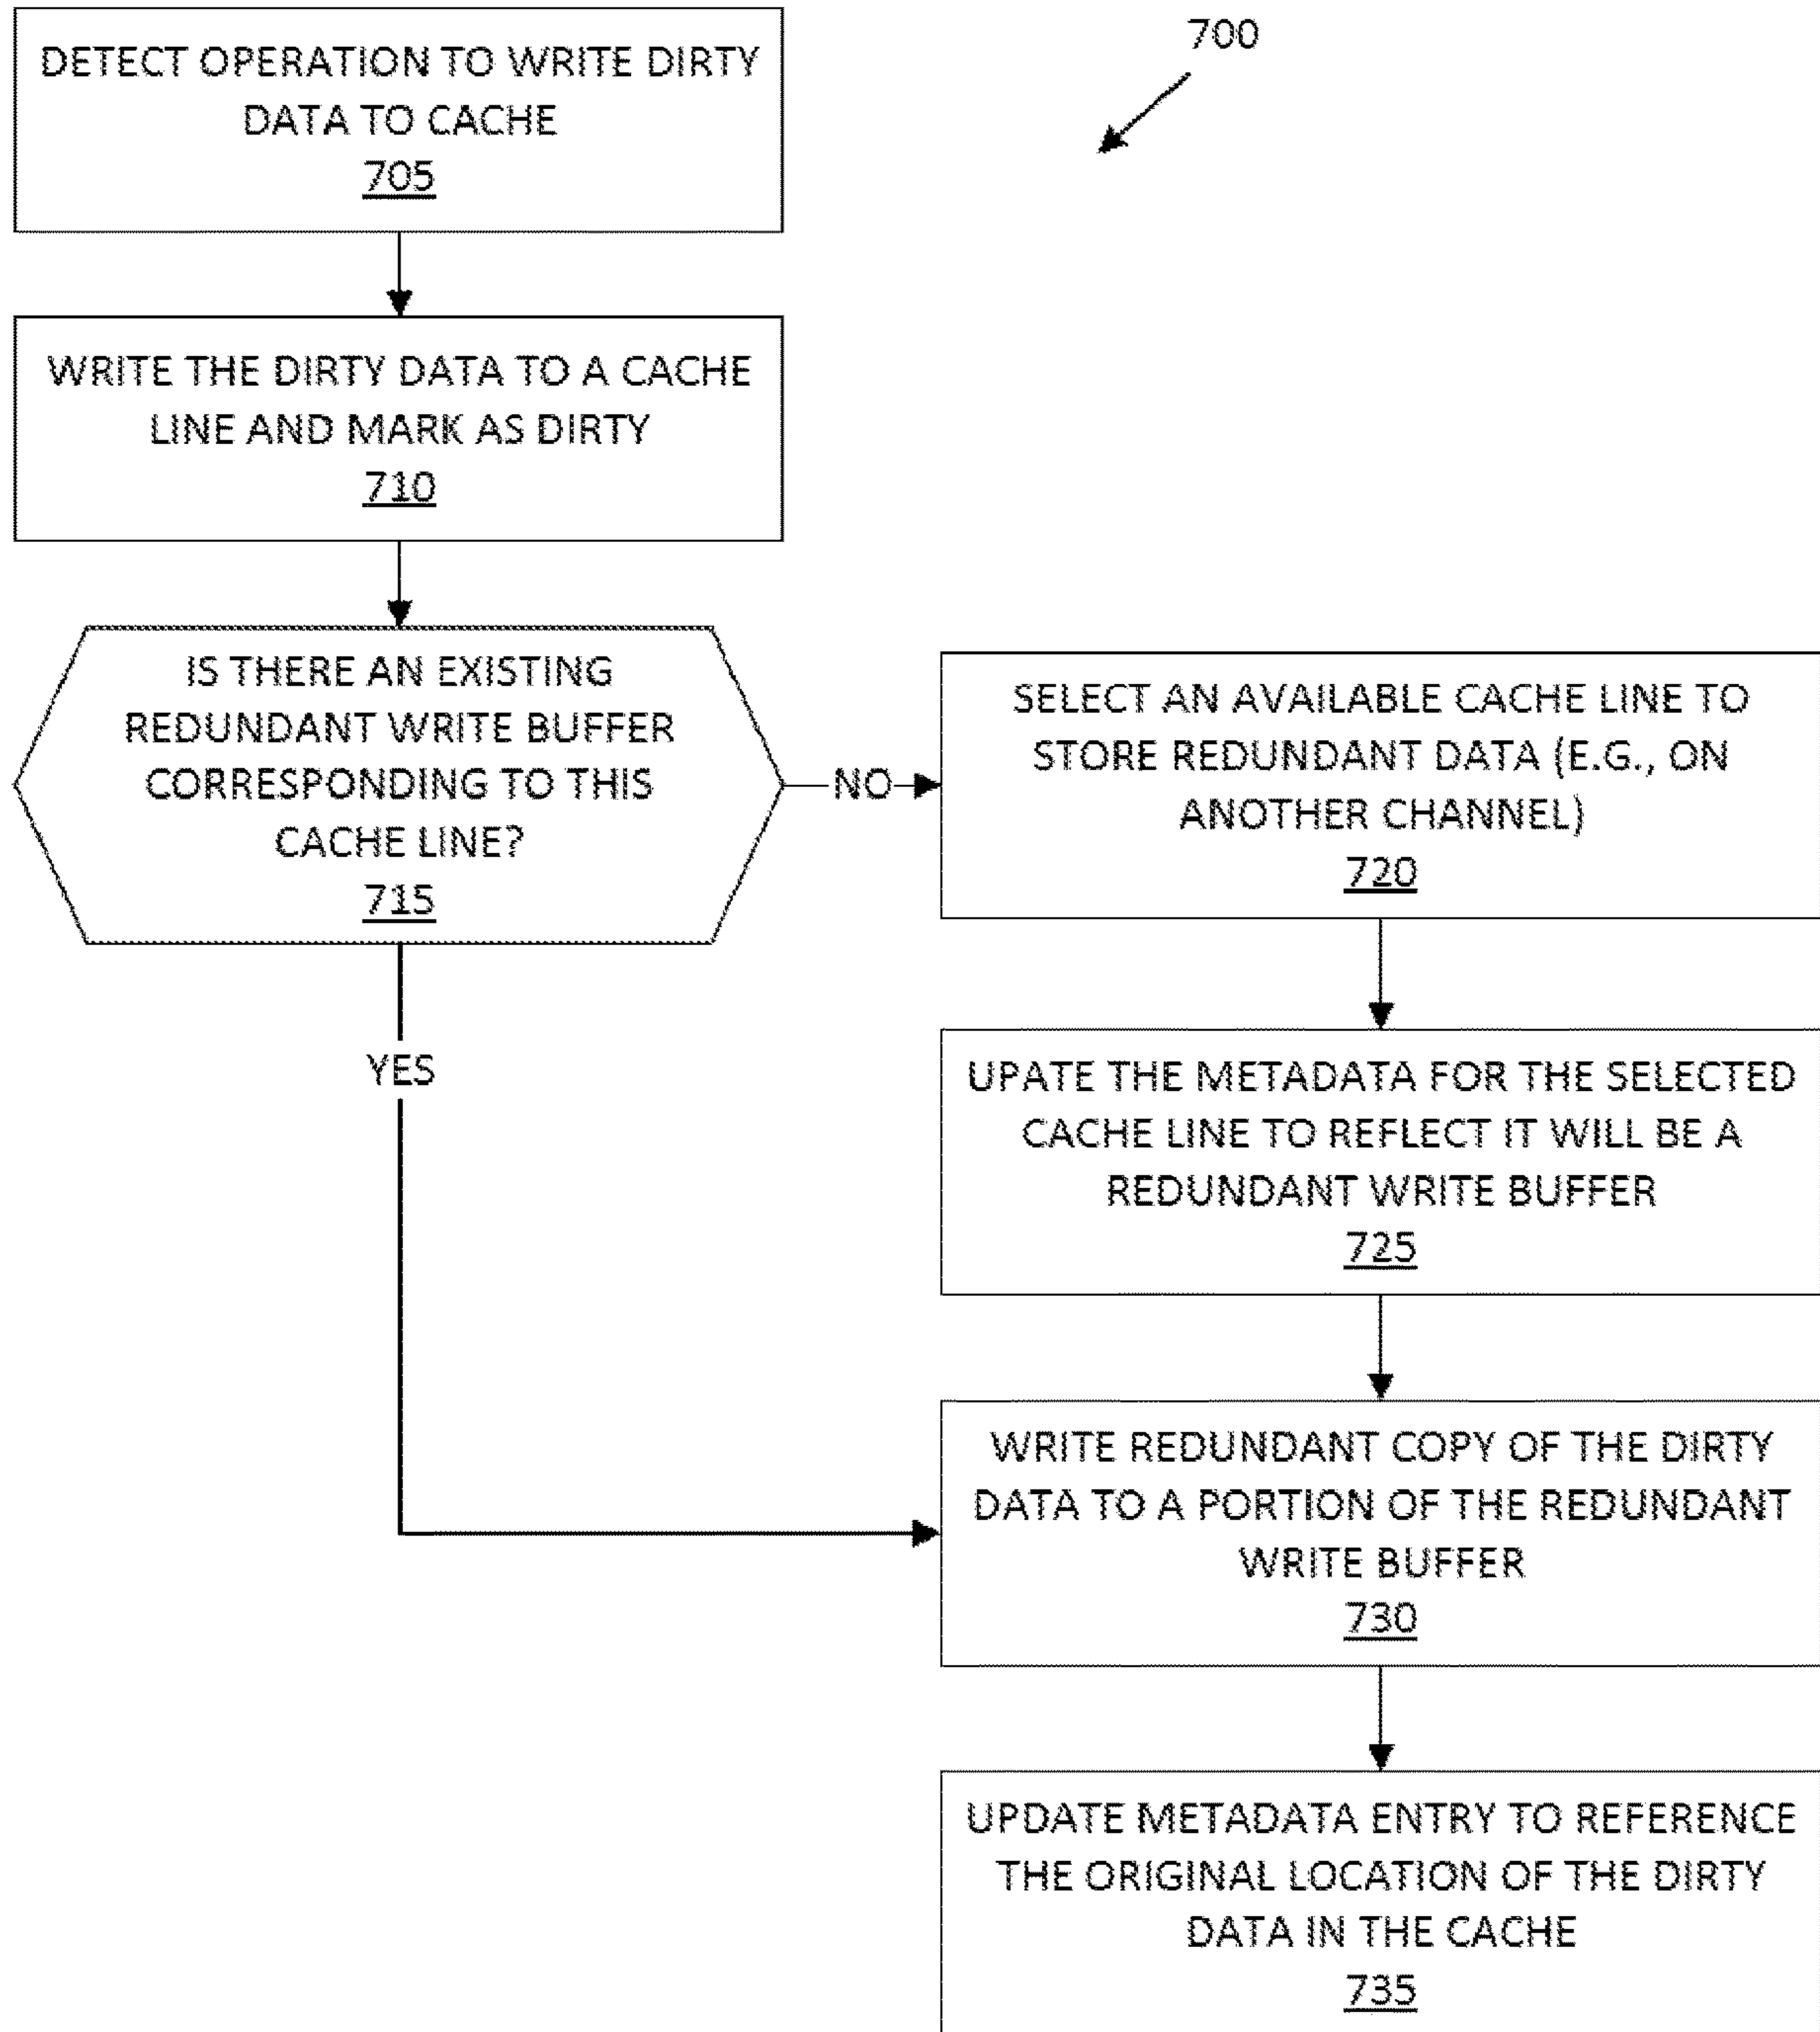 700
DETECT OPERATION TO WRITE DIRTY
DATA TO CACHE
705
WRITE THE DIRTY DATA TO A CACHE
LINE AND MARK AS DIRTY
710
IS THERE AN EXISTING
REDUNDANT WRITE BUFFER
CORRESPONDING TO THIS
CACHE LINE?
715
NO
YES
SELECT AN AVAILABLE CACHE LINE TO
STORE REDUNDANT DATA (E.G., ON
ANOTHER CHANNEL)
720
UPATE THE METADATA FOR THE SELECTED
CACHE LINE TO REFLECT IT WILL BE A
REDUNDANT WRITE BUFFER
725
WRITE REDUNDANT COPY OF THE DIRTY
DATA TO A PORTION OF THE REDUNDANT
WRITE BUFFER
730
UPDATE METADATA ENTRY TO REFERENCE
THE ORIGINAL LOCATION OF THE DIRTY
DATA IN THE CACHE
735